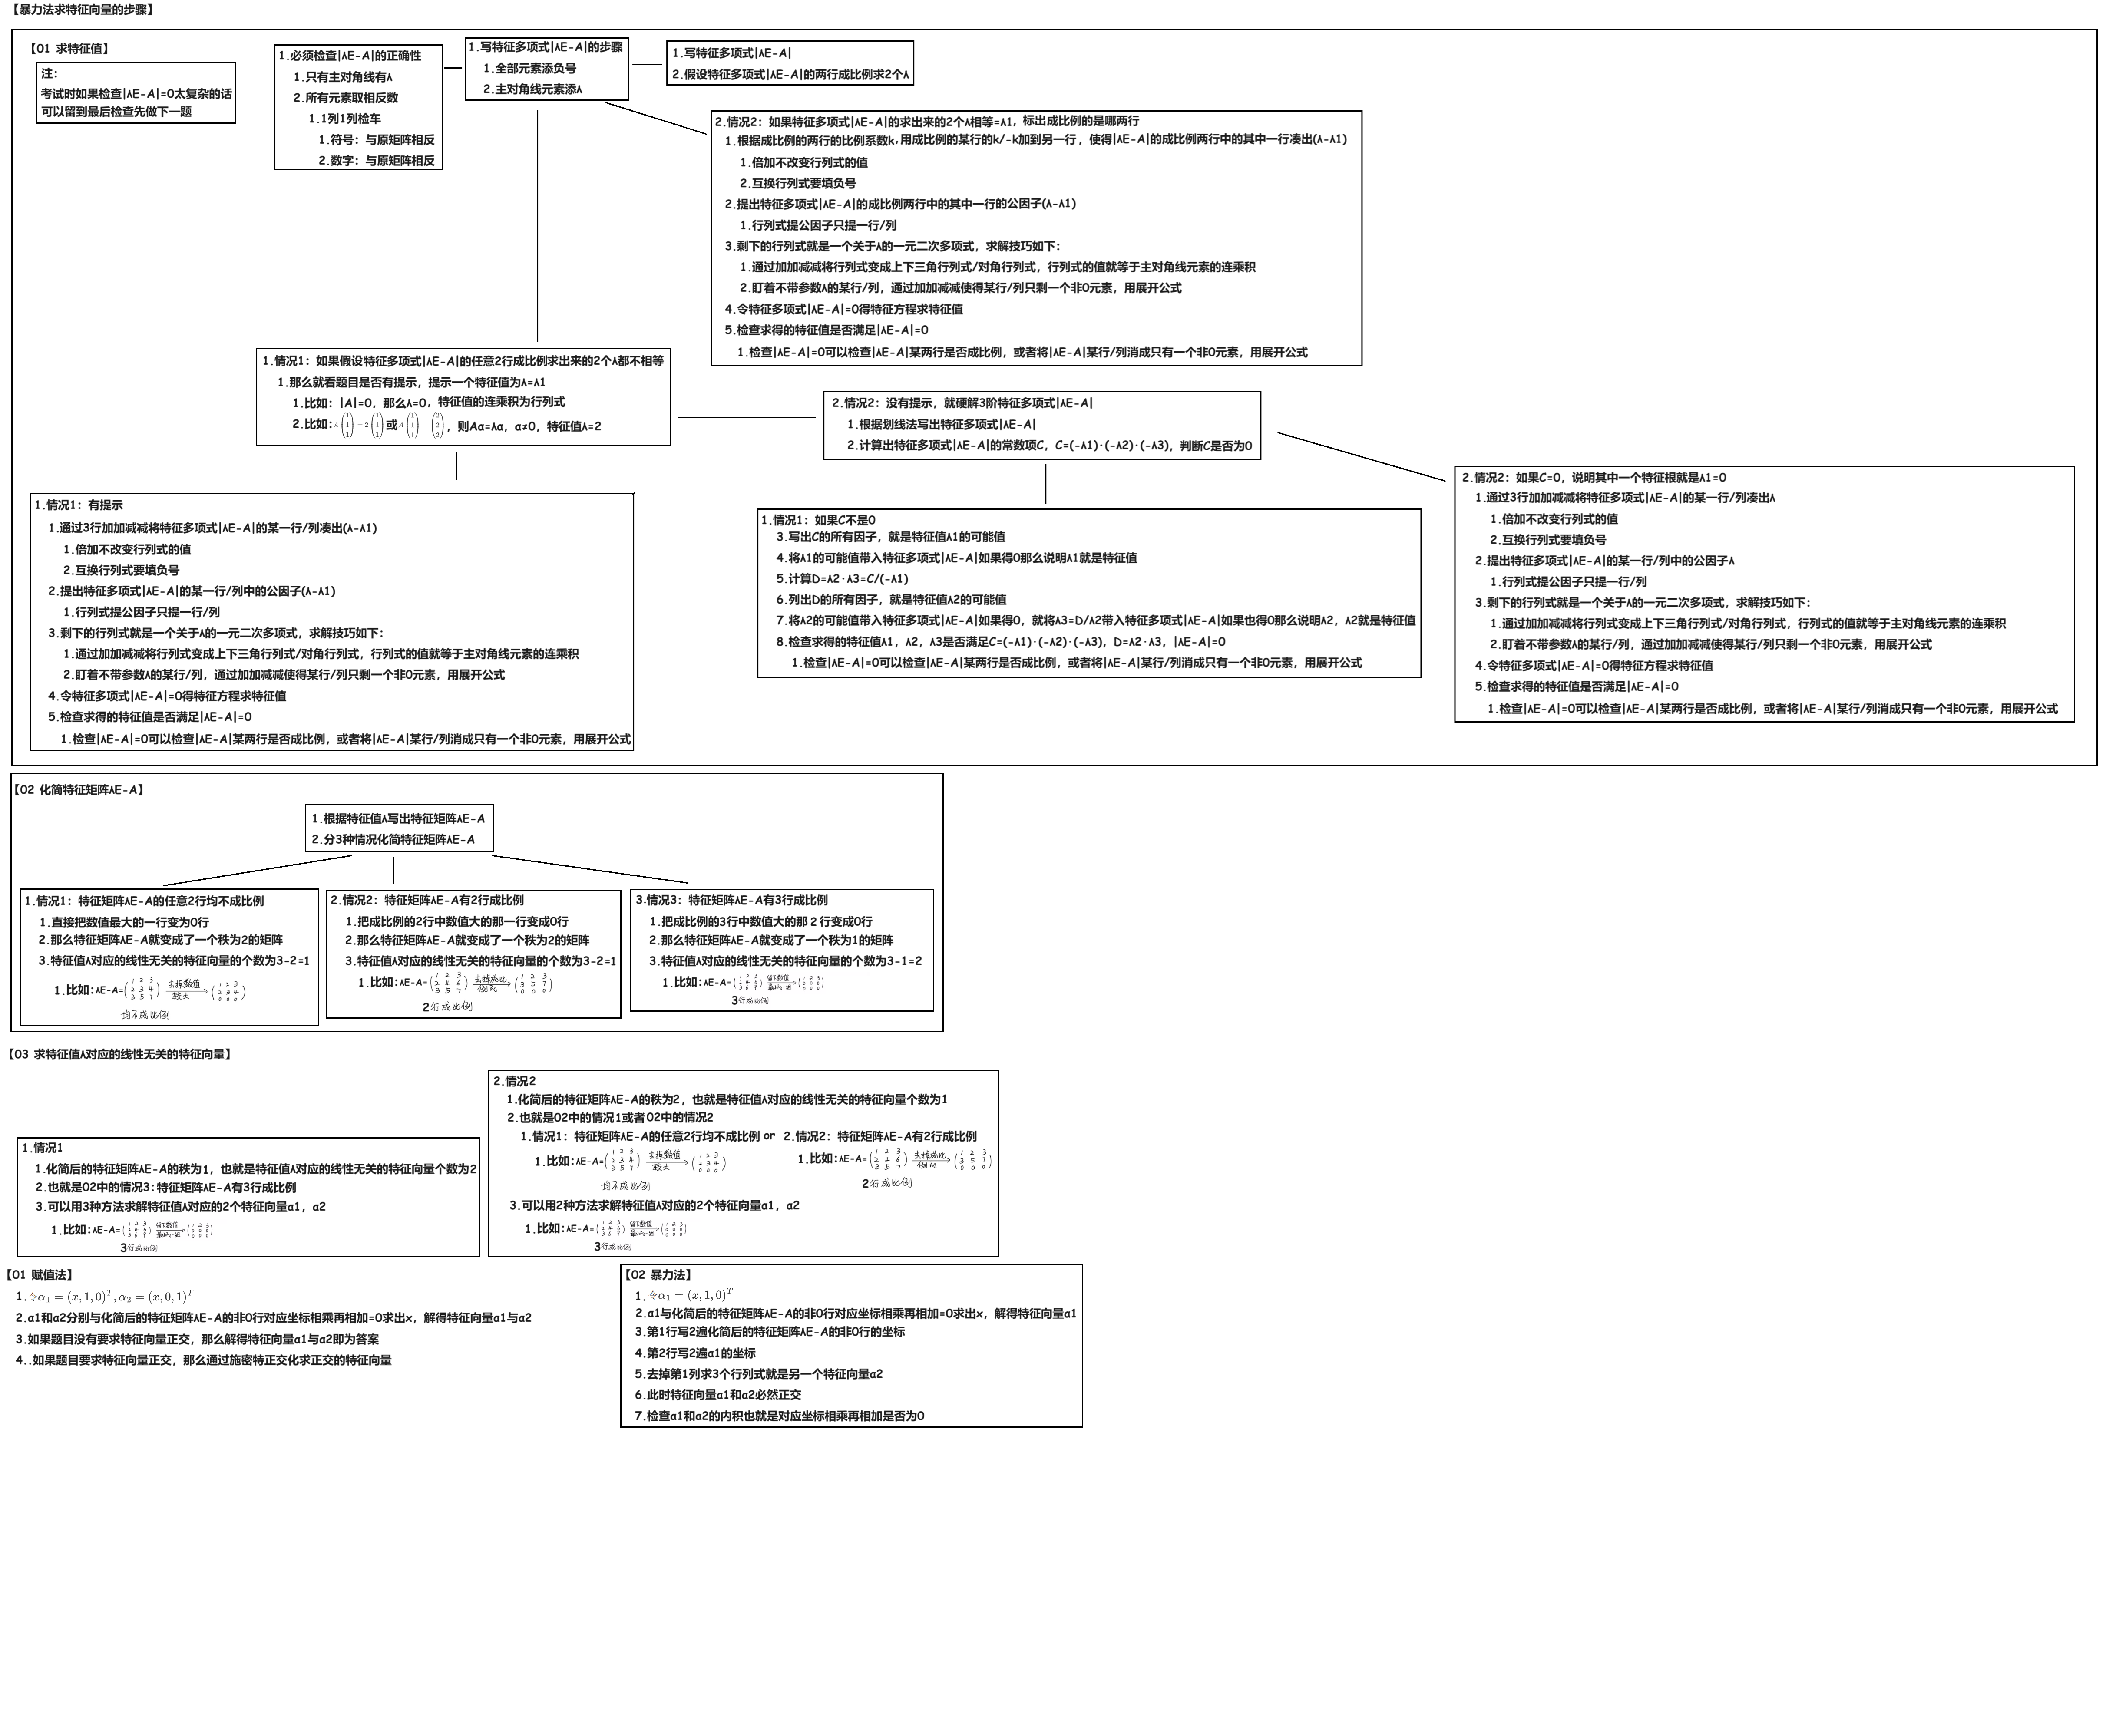 【暴力法求特征向量的步骤】
【01 求特征值】
注：
考试时如果检查|λE-A|=0太复杂的话
可以留到最后检查先做下一题
1.必须检查|λE-A|的正确性
1.只有主对角线有λ
2.所有元素取相反数
1.1列1列检车
1.符号：与原矩阵相反
2.数字：与原矩阵相反
1.写特征多项式|λE-A|的步骤
1.全部元素添负号
2.主对角线元素添λ
1.写特征多项式|λE-A|
2.假设特征多项式|λE-A|的两行成比例求2个λ
2.情况2：如果特征多项式|λE-A|的求出来的2个λ相等=λ1，标出成比例的是哪两行
1.根据成比例的两行的比例系数k，用成比例的某行的k/-k加到另一行，使得|λE-A|的成比例两行中的其中一行凑出(λ-λ1)
1.倍加不改变行列式的值
2.互换行列式要填负号
2.提出特征多项式|λE-A|的成比例两行中的其中一行的公因子(λ-λ1)
1.行列式提公因子只提一行/列
3.剩下的行列式就是一个关于λ的一元二次多项式，求解技巧如下：
1.通过加加减减将行列式变成上下三角行列式/对角行列式，行列式的值就等于主对角线元素的连乘积
2.盯着不带参数λ的某行/列，通过加加减减使得某行/列只剩一个非0元素，用展开公式
4.令特征多项式|λE-A|=0得特征方程求特征值
5.检查求得的特征值是否满足|λE-A|=0
1.检查|λE-A|=0可以检查|λE-A|某两行是否成比例，或者将|λE-A|某行/列消成只有一个非0元素，用展开公式
1.情况1：如果假设特征多项式|λE-A|的任意2行成比例求出来的2个λ都不相等
1.那么就看题目是否有提示，提示一个特征值为λ=λ1
1.比如：|A|=0，那么λ=0，特征值的连乘积为行列式
2.比如：A(1 1 1)=2(1 1 1)或A(1 1 1)=(2 2 2)，则Aα=λα，α≠0，特征值λ=2
2.情况2：没有提示，就硬解3阶特征多项式|λE-A|
1.根据划线法写出特征多项式|λE-A|
2.计算出特征多项式|λE-A|的常数项C，C=(-λ1)·(-λ2)·(-λ3)，判断C是否为0
1.情况1：有提示
1.通过3行加加减减将特征多项式|λE-A|的某一行/列凑出(λ-λ1)
1.倍加不改变行列式的值
2.互换行列式要填负号
2.提出特征多项式|λE-A|的某一行/列中的公因子(λ-λ1)
1.行列式提公因子只提一行/列
3.剩下的行列式就是一个关于λ的一元二次多项式，求解技巧如下：
1.通过加加减减将行列式变成上下三角行列式/对角行列式，行列式的值就等于主对角线元素的连乘积
2.盯着不带参数λ的某行/列，通过加加减减使得某行/列只剩一个非0元素，用展开公式
4.令特征多项式|λE-A|=0得特征方程求特征值
5.检查求得的特征值是否满足|λE-A|=0
1.检查|λE-A|=0可以检查|λE-A|某两行是否成比例，或者将|λE-A|某行/列消成只有一个非0元素，用展开公式
1.情况1：如果C不是0
3.写出C的所有因子，就是特征值λ1的可能值
4.将λ1的可能值带入特征多项式|λE-A|如果得0那么说明λ1就是特征值
5.计算D=λ2·λ3=C/(-λ1)
6.列出D的所有因子，就是特征值λ2的可能值
7.将λ2的可能值带入特征多项式|λE-A|如果得0，就将λ3=D/λ2带入特征多项式|λE-A|如果也得0那么说明λ2，λ2就是特征值
8.检查求得的特征值λ1，λ2，λ3是否满足C=(-λ1)·(-λ2)·(-λ3)，D=λ2·λ3，|λE-A|=0
1.检查|λE-A|=0可以检查|λE-A|某两行是否成比例，或者将|λE-A|某行/列消成只有一个非0元素，用展开公式
2.情况2：如果C=0，说明其中一个特征根就是λ1=0
1.通过3行加加减减将特征多项式|λE-A|的某一行/列凑出λ
1.倍加不改变行列式的值
2.互换行列式要填负号
2.提出特征多项式|λE-A|的某一行/列中的公因子λ
1.行列式提公因子只提一行/列
3.剩下的行列式就是一个关于λ的一元二次多项式，求解技巧如下：
1.通过加加减减将行列式变成上下三角行列式/对角行列式，行列式的值就等于主对角线元素的连乘积
2.盯着不带参数λ的某行/列，通过加加减减使得某行/列只剩一个非0元素，用展开公式
4.令特征多项式|λE-A|=0得特征方程求特征值
5.检查求得的特征值是否满足|λE-A|=0
1.检查|λE-A|=0可以检查|λE-A|某两行是否成比例，或者将|λE-A|某行/列消成只有一个非0元素，用展开公式
【02 化简特征矩阵λE-A】
1.根据特征值λ写出特征矩阵λE-A
2.分3种情况化简特征矩阵λE-A
1.情况1：特征矩阵λE-A的任意2行均不成比例
1.直接把数值最大的一行变为0行
2.那么特征矩阵λE-A就变成了一个秩为2的矩阵
3.特征值λ对应的线性无关的特征向量的个数为3-2=1
1.比如：λE-A=(1 2 3 2 3 4 3 5 7) 去掉数值较大→(1 2 3 2 3 4 0 0 0)
均不成比例
2.情况2：特征矩阵λE-A有2行成比例
1.把成比例的2行中数值大的那一行变成0行
2.那么特征矩阵λE-A就变成了一个秩为2的矩阵
3.特征值λ对应的线性无关的特征向量的个数为3-2=1
1.比如：λE-A=(1 2 3 2 4 6 3 5 7) 去掉成比例的→(1 2 3 3 5 7 0 0 0)
2行成比例
3.情况3：特征矩阵λE-A有3行成比例
1.把成比例的3行中数值大的那2行变成0行
2.那么特征矩阵λE-A就变成了一个秩为1的矩阵
3.特征值λ对应的线性无关的特征向量的个数为3-1=2
1.比如：λE-A=(1 2 3 2 4 6 3 6 9) 留下数值最小的一行→(1 2 3 0 0 0 0 0 0)
3行成比例
【03 求特征值λ对应的线性无关的特征向量】
1.情况1
1.化简后的特征矩阵λE-A的秩为1，也就是特征值λ对应的线性无关的特征向量个数为2
2.也就是02中的情况3：特征矩阵λE-A有3行成比例
3.可以用3种方法求解特征值λ对应的2个特征向量α1，α2
1.比如：λE-A=(1 2 3 2 4 6 3 6 9) 留下数值最小的一行→(1 2 3 0 0 0 0 0 0)
3行成比例
2.情况2
1.化简后的特征矩阵λE-A的秩为2，也就是特征值λ对应的线性无关的特征向量个数为1
2.也就是02中的情况1或者02中的情况2
1.情况1：特征矩阵λE-A的任意2行均不成比例 or 2.情况2：特征矩阵λE-A有2行成比例
1.比如：λE-A=(1 2 3 2 3 4 3 5 7) 去掉数值较大→(1 2 3 2 3 4 0 0 0)
均不成比例
1.比如：λE-A=(1 2 3 2 4 6 3 5 7) 去掉成比例的→(1 2 3 3 5 7 0 0 0)
2行成比例
3.可以用2种方法求解特征值λ对应的2个特征向量α1，α2
1.比如：λE-A=(1 2 3 2 4 6 3 6 9) 留下数值最小的一行→(1 2 3 0 0 0 0 0 0)
3行成比例
【01 赋值法】
1.令α₁ = (x, 1, 0)ᵀ, α₂ = (x, 0, 1)ᵀ
2.α1和α2分别与化简后的特征矩阵λE-A的非0行对应坐标相乘再相加=0求出x，解得特征向量α1与α2
3.如果题目没有要求特征向量正交，那么解得特征向量α1与α2即为答案
4..如果题目要求特征向量正交，那么通过施密特正交化求正交的特征向量
【02 暴力法】
1.令α₁ = (x, 1, 0)ᵀ
2.α1与化简后的特征矩阵λE-A的非0行对应坐标相乘再相加=0求出x，解得特征向量α1
3.第1行写2遍化简后的特征矩阵λE-A的非0行的坐标
4.第2行写2遍α1的坐标
5.去掉第1列求3个行列式就是另一个特征向量α2
6.此时特征向量α1和α2必然正交
7.检查α1和α2的内积也就是对应坐标相乘再相加是否为0